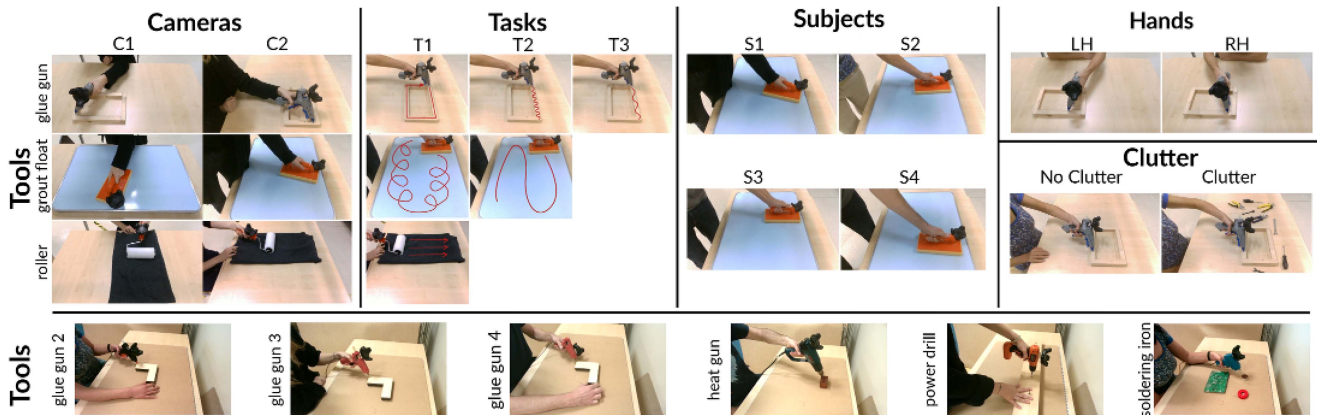 Cameras
Tasks
Subjects
Hands
C1
C2
T1
T2
T3
S1
S2
LH
RH
Tools
glue gun
grout float
roller
S3
S4
Clutter
No Clutter
Clutter
Tools
glue gun 2
glue gun 3
glue gun 4
heat gun
power drill
soldering iron